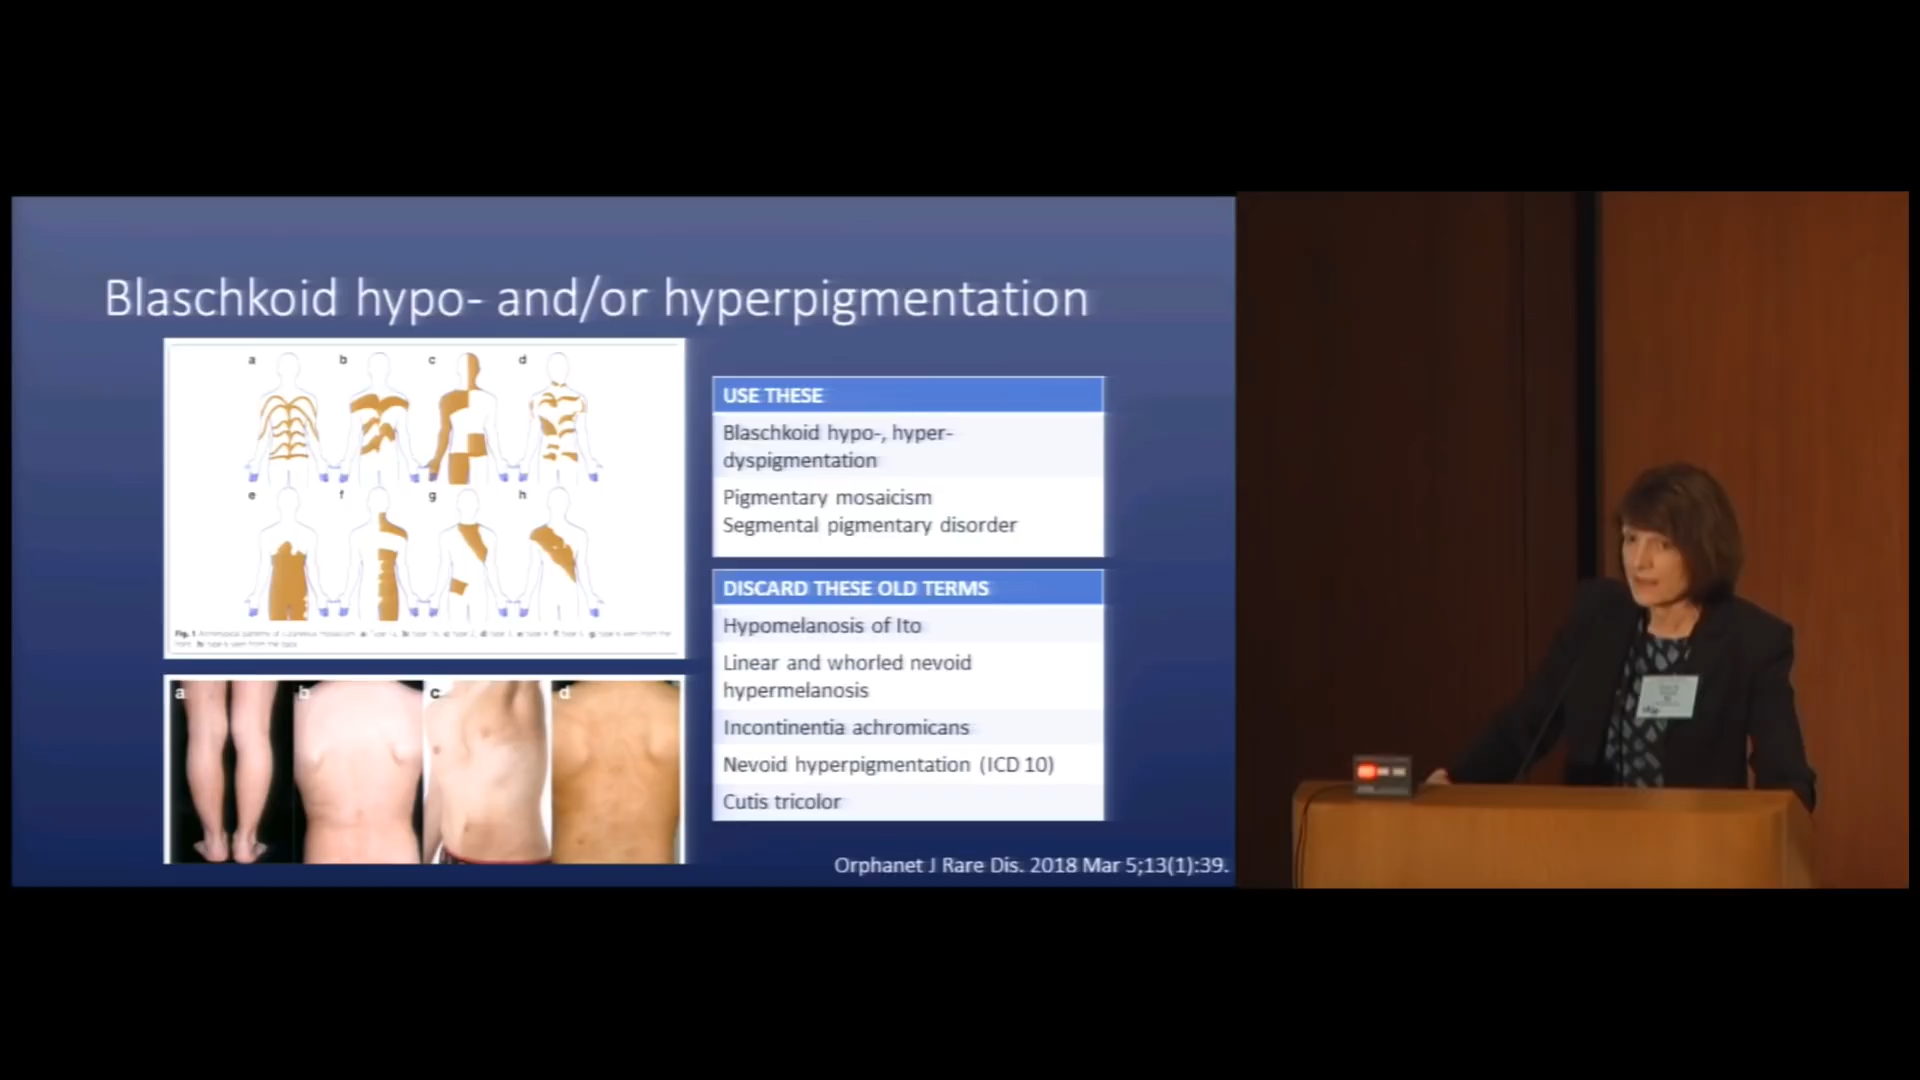 Blaschkoid hypo- and/or hyperpigmentation
a b c d
e f g h
a b c d
USE THESE
Blaschkoid hypo-, hyper-
dyspigmentation
Pigmentary mosaicism
Segmental pigmentary disorder
DISCARD THESE OLD TERMS
Hypomelanosis of Ito
Linear and whorled nevoid
hypermelanosis
Incontinentia achromicans
Nevoid hyperpigmentation (ICD 10)
Cutis tricolor
Orphanet J Rare Dis. 2018 Mar 5;13(1):39.